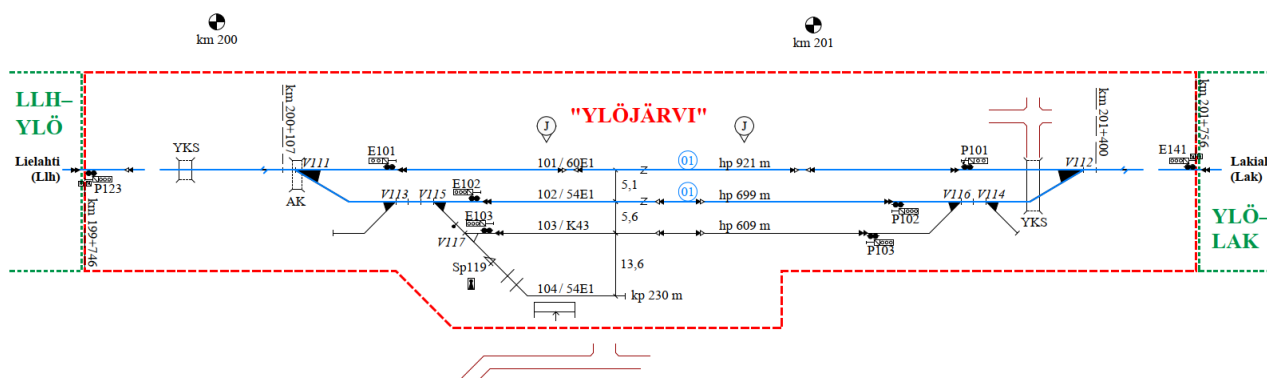 km 200
km 201
LLH–
YLÖ
Lielahti
(Llh)
P123
km 199+746
YKS
km 200+107
AK
V111
"YLÖJÄRVI"
J
J
E101
101 / 60E1
01
hp 921 m
P101
V113
V115
E102
102 / 54E1
5,1
01
hp 699 m
P102
V116
V114
E103
103 / K43
5,6
hp 609 m
P103
V117
Sp119
13,6
104 / 54E1
kp 230 m
YKS
V112
km 201+400
E141
km 201+756
Lakiala
(Lak)
YLÖ–
LAK